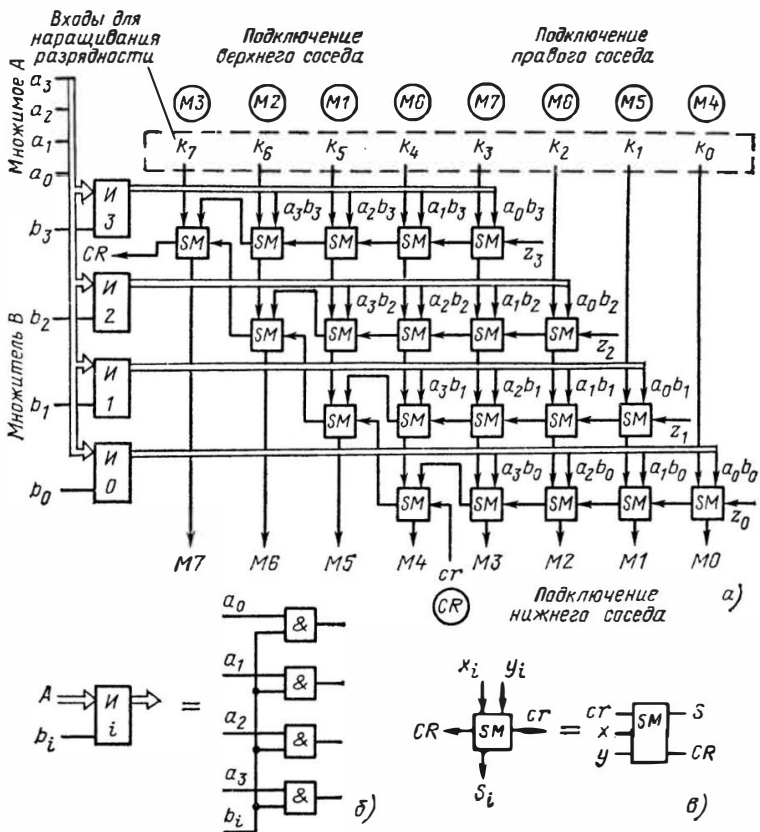 Входы для
наращивания
разрядности
Подключение
верхнего соседа
Подключение
правого соседа
Множимое А
a3
a2
a1
a0
M3 M2 M1 M6 M7 M6 M5 M4
k7 k6 k5 k4 k3 k2 k1 k0
И
3
b3
a3b3 a2b3 a1b3 a0b3
SM SM SM SM SM
CR
z3
Множитель В
И
2
b2
a3b2 a2b2 a1b2 a0b2
SM SM SM SM SM
z2
И
1
b1
a3b1 a2b1 a1b1 a0b1
SM SM SM SM SM
z1
И
0
b0
a3b0 a2b0 a1b0 a0b0
SM SM SM SM SM
z0
M7 M6 M5 M4 cr M3 M2 M1 M0
а)
CR
Подключение
нижнего соседа
A
bi
И
i
=
a0
&
a1
&
a2
&
a3
&
bi
б)
xi yi
CR SM cr
Si
=
cr
x
y
SM
S
CR
в)